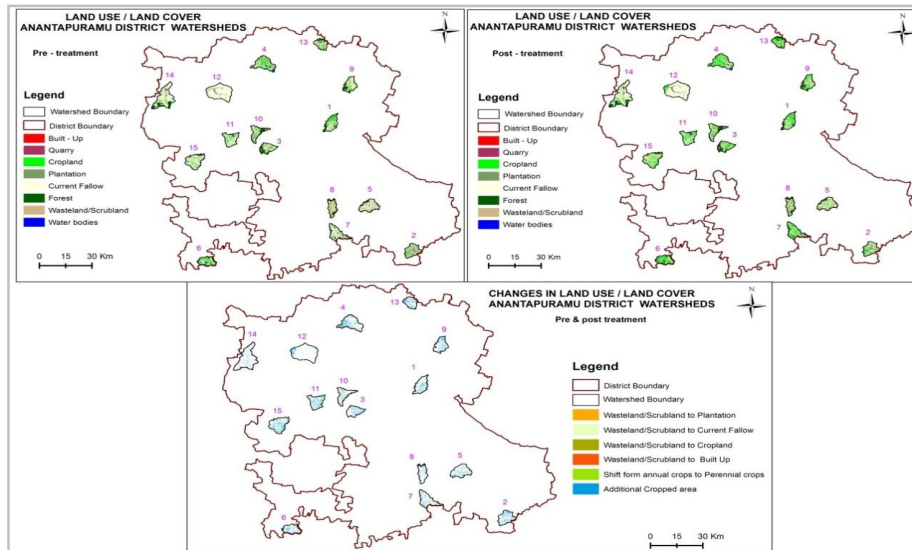 LAND USE / LAND COVER
ANANTAPURAMU DISTRICT WATERSHEDS
Pre - treatment
N
13
4
14
12
9
1
10
11
3
15
8
5
7
2
6
Legend
Watershed Boundary
District Boundary
Built - Up
Quarry
Cropland
Plantation
Current Fallow
Forest
Wasteland/Scrubland
Water bodies
0 15 30 Km
LAND USE / LAND COVER
ANANTAPURAMU DISTRICT WATERSHEDS
Post - treatment
N
13
4
14
12
9
1
10
11
3
15
8
5
7
2
6
Legend
Watershed Boundary
District Boundary
Built - Up
Quarry
Cropland
Plantation
Current Fallow
Forest
Wasteland/Scrubland
Water bodies
0 15 30 Km
CHANGES IN LAND USE / LAND COVER
ANANTAPURAMU DISTRICT WATERSHEDS
Pre & post treatment
N
13
4
14
12
9
1
10
11
3
15
8
5
7
2
6
Legend
District Boundary
Watershed Boundary
Wasteland/Scrubland to Plantation
Wasteland/Scrubland to Current Fallow
Wasteland/Scrubland to Cropland
Wasteland/Scrubland to Built Up
Shift form annual crops to Perennial crops
Additional Cropped area
0 15 30 Km